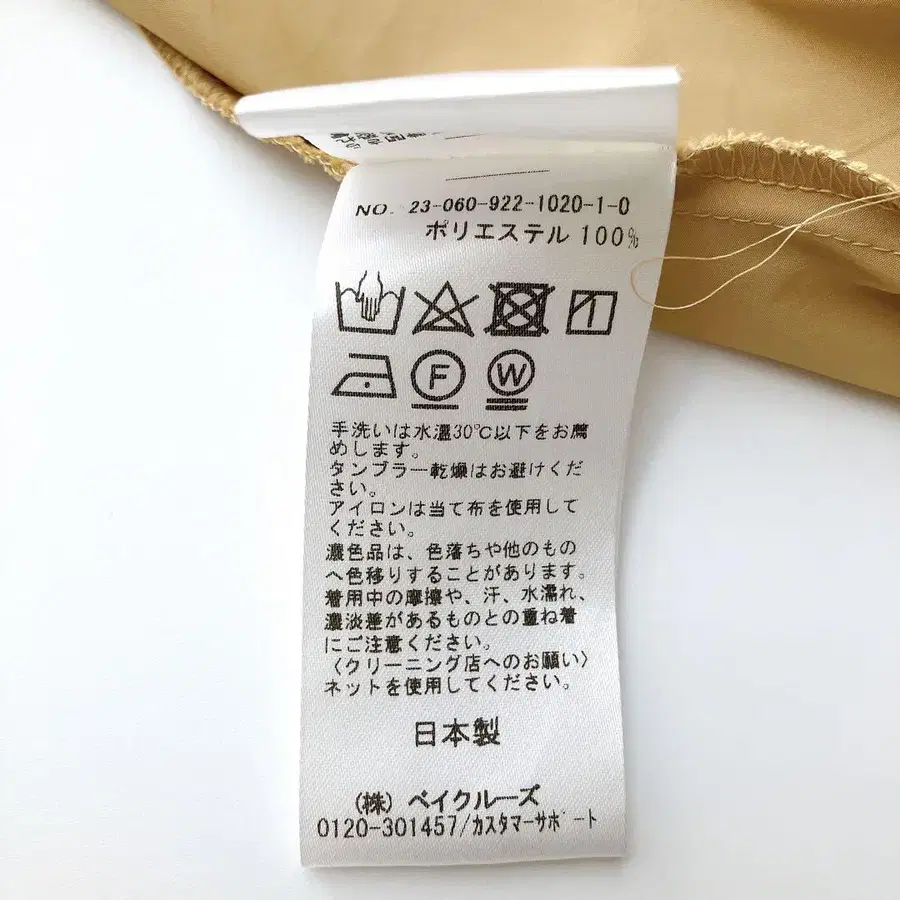 NO. 23-060-922-1020-1-0
ポリエステル 100%
F
W
手洗いは水温30℃以下をお薦
めします。
タンブラー乾燥はお避けくだ
さい。
アイロンは当て布を使用して
ください。
濃色品は、色落ちや他のもの
へ色移りすることがあります。
着用中の摩擦や、汗、水濡れ、
濃淡差があるものとの重ね着
にご注意ください。
〈クリーニング店へのお願い〉
ネットを使用してください。
日本製
(株) ベイクルーズ
0120-301457/カスタマーサポート